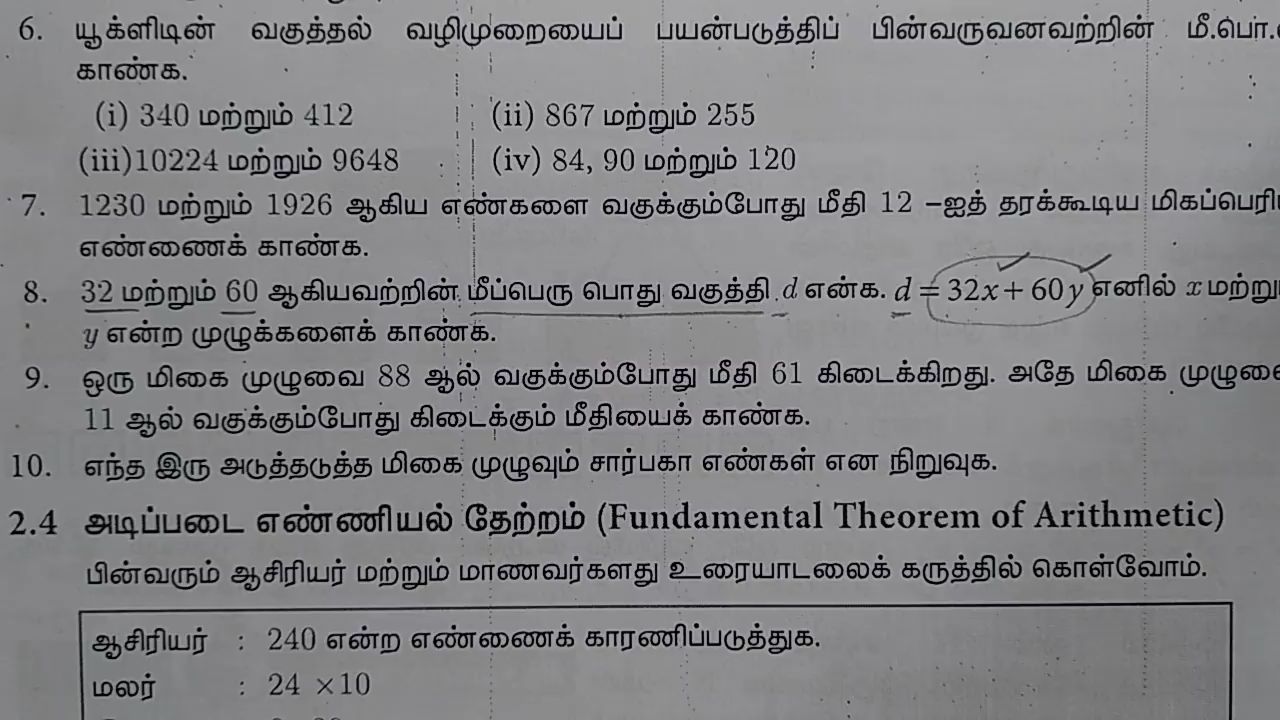 6. யூக்ளிடின் வகுத்தல் வழிமுறையைப் பயன்படுத்திப் பின்வருவனவற்றின் மீ.பொ.
காண்க.
(i) 340 மற்றும் 412 (ii) 867 மற்றும் 255
(iii)10224 மற்றும் 9648 (iv) 84, 90 மற்றும் 120
7. 1230 மற்றும் 1926 ஆகிய எண்களை வகுக்கும்போது மீதி 12 –ஐத் தரக்கூடிய
எண்ணைக் காண்க.
8. 32 மற்றும் 60 ஆகியவற்றின் மீப்பெரு பொது வகுத்தி d என்க. d = 32x + 60y எனில் x
y என்ற முழுக்களைக் காண்க.
9. ஒரு மிகை முழுவை 88 ஆல் வகுக்கும்போது மீதி 61 கிடைக்கிறது. அதே மிகை
11 ஆல் வகுக்கும்போது கிடைக்கும் மீதியைக் காண்க.
10. எந்த இரு அடுத்தடுத்த மிகை முழுவும் சார்பகா எண்கள் என நிறுவுக.
2.4 அடிப்படை எண்ணியல் தேற்றம் (Fundamental Theorem of Arithmetic)
பின்வரும் ஆசிரியர் மற்றும் மாணவர்களது உரையாடலைக் கருத்தில் கொள்வோம்.
ஆசிரியர் : 240 என்ற எண்ணைக் காரணிப்படுத்துக.
மலர் : 24 ×10